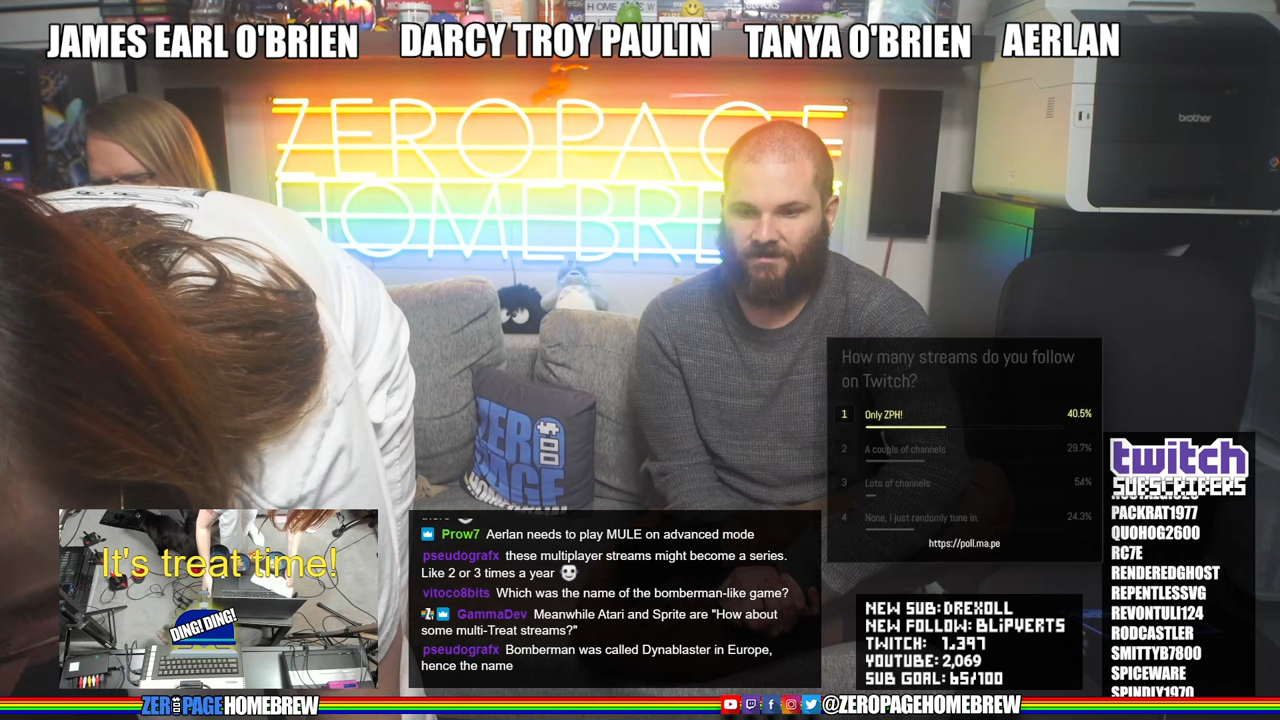 JAMES EARL O'BRIEN
DARCY TROY PAULIN
TANYA O'BRIEN
AERLAN
ZEROPAGE
HOMEBRE
brother
How many streams do you follow
on Twitch?
1 Only ZPH! 40.5%
2 A couple of channels 29.7%
3 Lots of channels 54%
4 None, I just randomly tune in. 24.3%
https://poll.ma.pe
ZER
PAGE
It's treat time!
DING! DING!
Prow7 Aerlan needs to play MULE on advanced mode
pseudografx these multiplayer streams might become a series.
Like 2 or 3 times a year
vitoco8bits Which was the name of the bomberman-like game?
GammaDev Meanwhile Atari and Sprite are "How about
some multi-Treat streams?"
pseudografx Bomberman was called Dynablaster in Europe,
hence the name
NEW SUB: DREXOLL
NEW FOLLOW: BLIPVERTS
TWITCH: 1,397
YOUTUBE: 2,069
SUB GOAL: 65/100
twitch
SUBSCRIBERS
PACKRAT1977
QUOHOG2600
RC7E
RENDEREDGHOST
REPENTLESSVG
REVONTULI124
RODCASTLER
SMITTYB7800
SPICEWARE
SPINDLY1970
ZEROPAGEHOMEBREW
@ZEROPAGEHOMEBREW